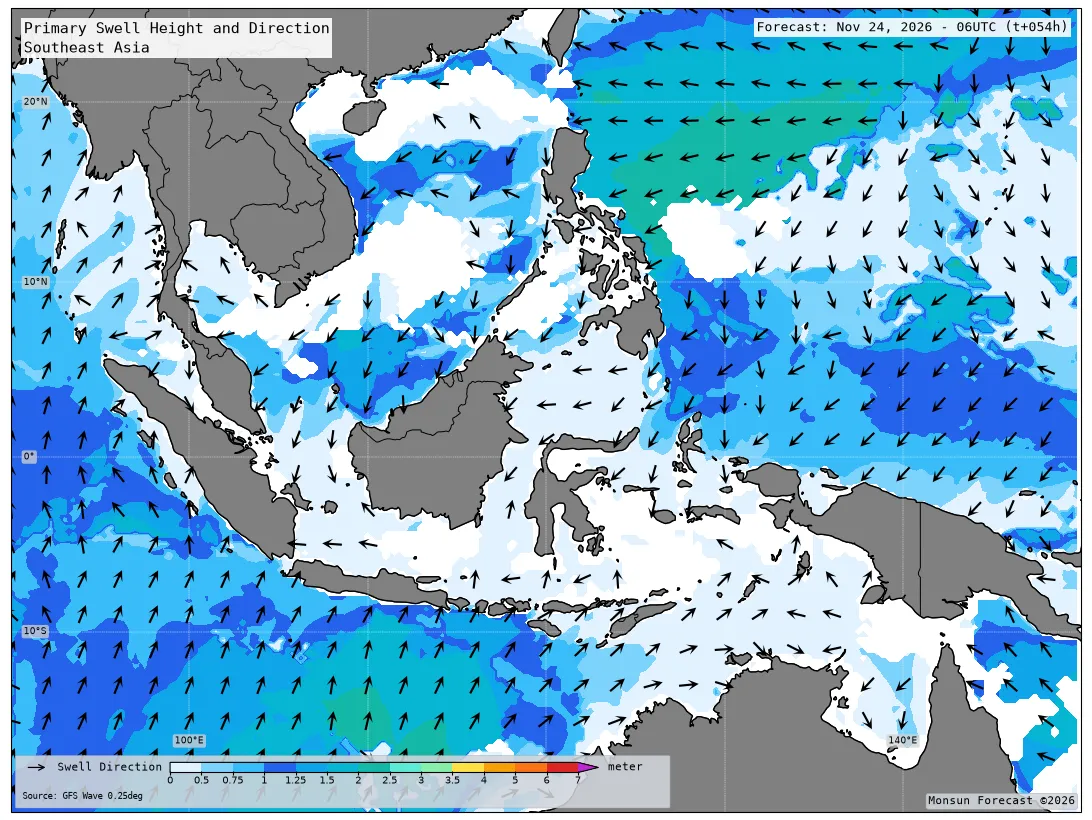 Primary Swell Height and Direction
Southeast Asia
Forecast: Nov 24, 2026 - 06UTC (t+054h)
20°N
10°N
0°
10°S
100°E
140°E
Swell Direction
0 0.5 0.75 1 1.25 1.5 2 2.5 3 3.5 4 5 6 7
meter
Source: GFS Wave 0.25deg
Monsun Forecast ©2026